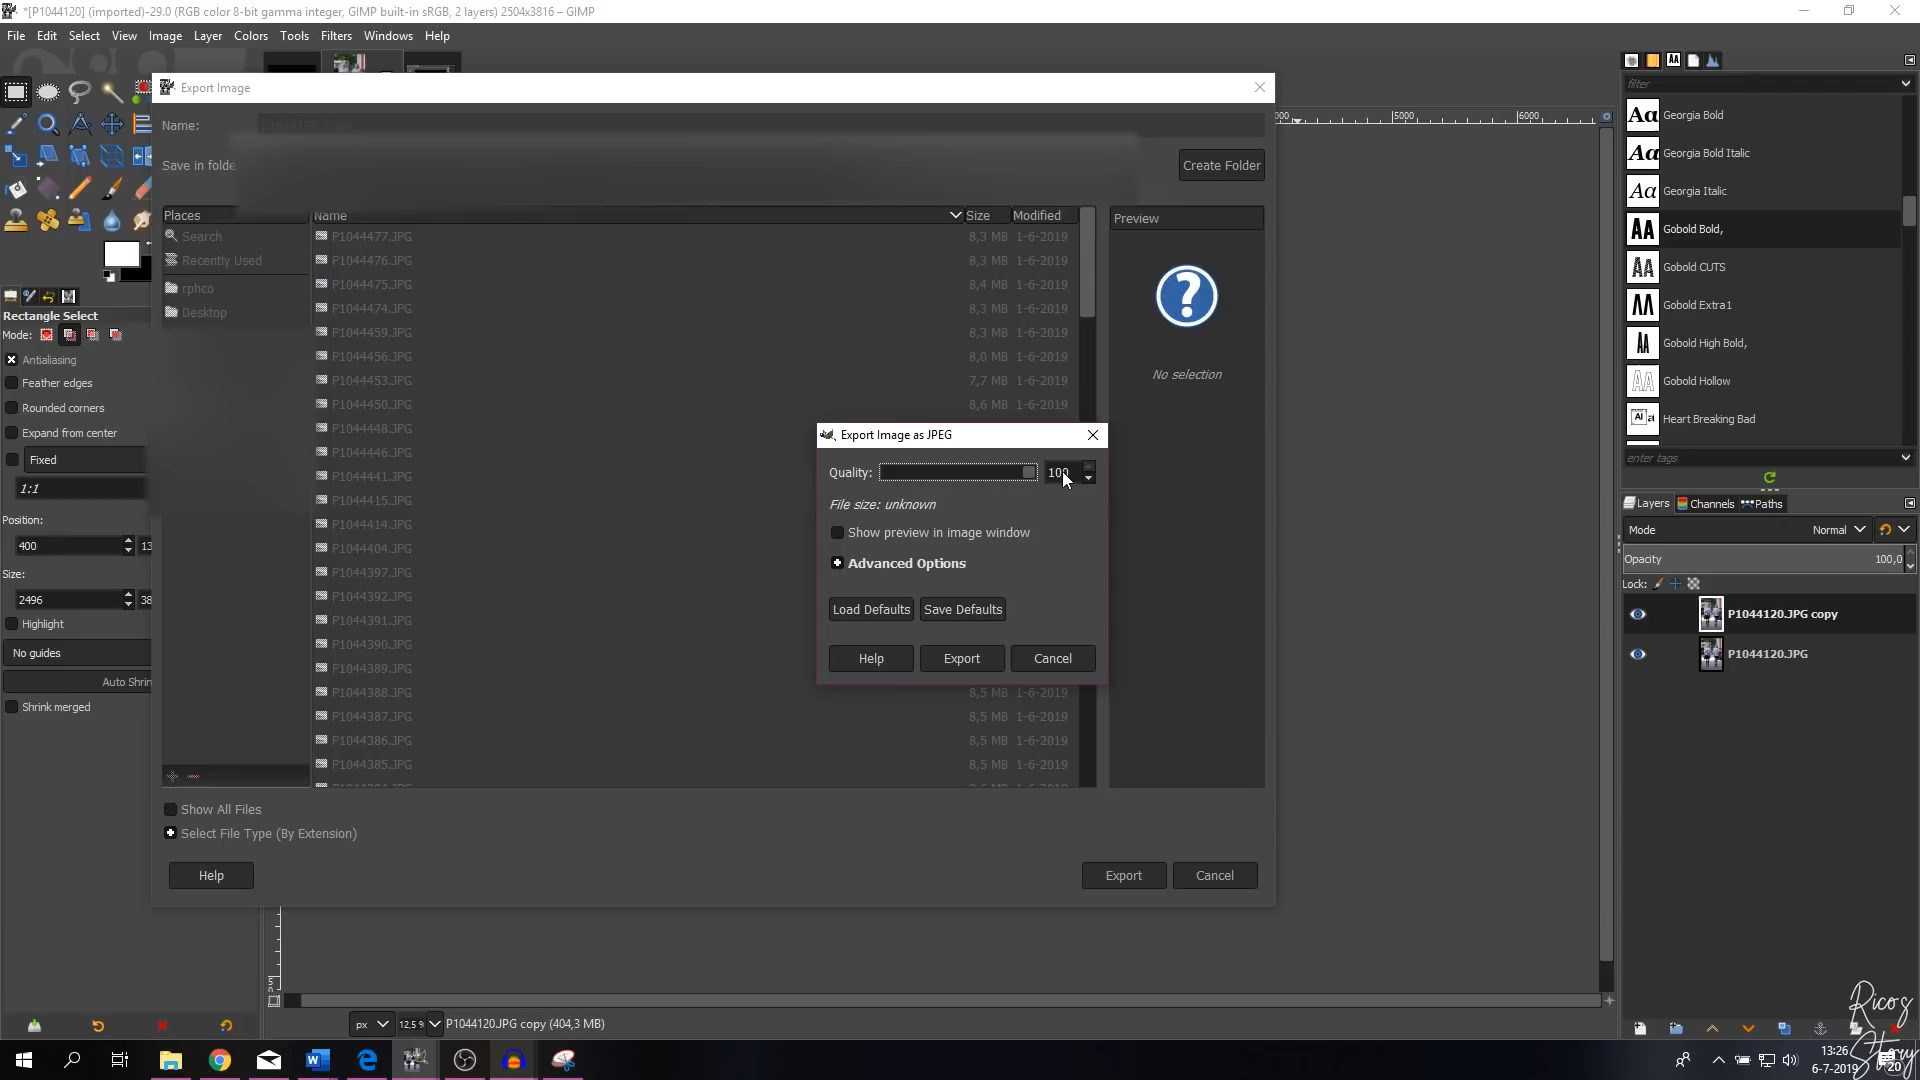 *[P1044120] (imported)-29.0 (RGB color 8-bit gamma integer, GIMP built-in sRGB, 2 layers) 2504x3816 – GIMP
File Edit Select View Image Layer Colors Tools Filters Windows Help
Export Image
Name:
Save in folde
Create Folder
Places
Search
Recently Used
rphco
Desktop
Name Size Modified
P1044477.JPG 8,3 MB 1-6-2019
P1044476.JPG 8,3 MB 1-6-2019
P1044475.JPG 8,4 MB 1-6-2019
P1044474.JPG 8,3 MB 1-6-2019
P1044459.JPG 8,3 MB 1-6-2019
P1044456.JPG 8,0 MB 1-6-2019
P1044453.JPG 7,7 MB 1-6-2019
P1044450.JPG 8,6 MB 1-6-2019
P1044448.JPG
P1044446.JPG
P1044441.JPG
P1044415.JPG
P1044414.JPG
P1044404.JPG
P1044397.JPG
P1044392.JPG
P1044391.JPG
P1044390.JPG
P1044389.JPG
P1044388.JPG 8,5 MB 1-6-2019
P1044387.JPG 8,5 MB 1-6-2019
P1044386.JPG 8,5 MB 1-6-2019
P1044385.JPG 8,5 MB 1-6-2019
Preview
No selection
Show All Files
Select File Type (By Extension)
Help Export Cancel
Export Image as JPEG
Quality: 100
File size: unknown
Show preview in image window
Advanced Options
Load Defaults Save Defaults
Help Export Cancel
Rectangle Select
Mode:
Antialiasing
Feather edges
Rounded corners
Expand from center
Fixed
1:1
Position:
400 13
Size:
2496 38
Highlight
No guides
Auto Shrin
Shrink merged
5000 6000
px 12,5 % P1044120.JPG copy (404,3 MB)
filter
Georgia Bold
Georgia Bold Italic
Georgia Italic
Gobold Bold,
Gobold CUTS
Gobold Extra1
Gobold High Bold,
Gobold Hollow
Heart Breaking Bad
enter tags
Layers Channels Paths
Mode Normal
Opacity 100,0
Lock:
P1044120.JPG copy
P1044120.JPG
Rico's
Story
13:26
6-7-2019
20